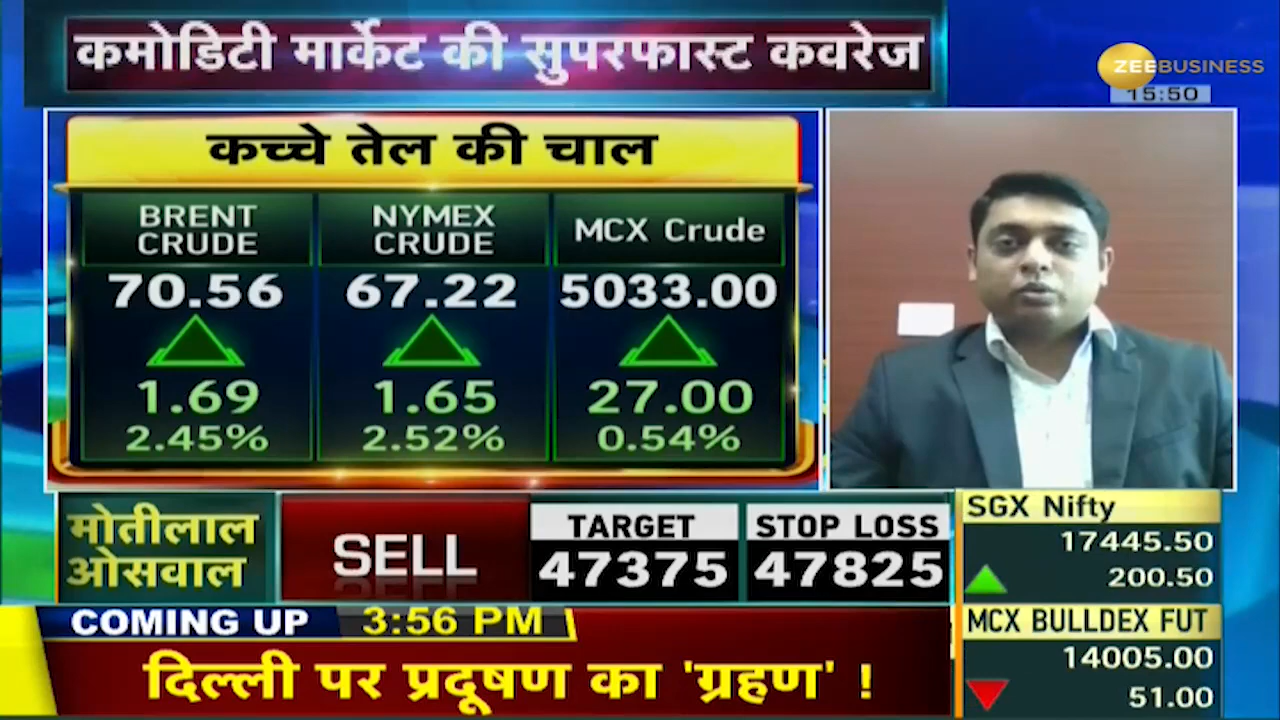 कमोडिटी मार्केट की सुपरफास्ट कवरेज
ZEEBUSINESS
15:50
कच्चे तेल की चाल
BRENT
CRUDE
70.56
1.69
2.45%
NYMEX
CRUDE
67.22
1.65
2.52%
MCX Crude
5033.00
27.00
0.54%
मोतीलाल
ओसवाल
SELL
TARGET
47375
STOP LOSS
47825
SGX Nifty
17445.50
200.50
MCX BULLDEX FUT
14005.00
51.00
COMING UP 3:56 PM
दिल्ली पर प्रदूषण का 'ग्रहण' !